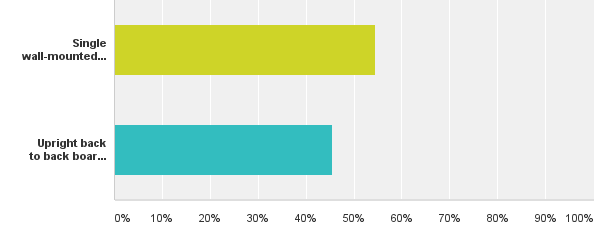 Single
wall-mounted...
Upright back
to back boar...
0% 10% 20% 30% 40% 50% 60% 70% 80% 90% 100%